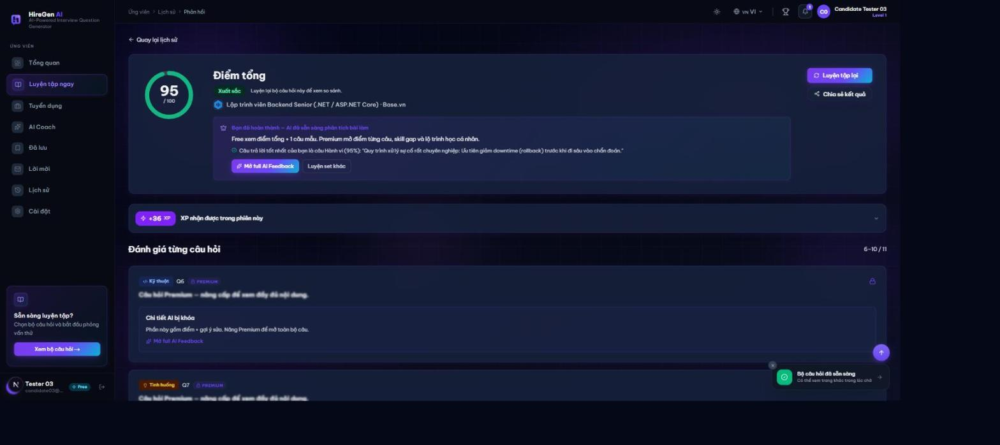 HireGen AI
AI-Powered Interview Question
Generator
ỨNG VIÊN
Tổng quan
Luyện tập ngay
Tuyển dụng
AI Coach
Đã lưu
Lời mời
Lịch sử
Cài đặt
Sẵn sàng luyện tập?
Chọn bộ câu hỏi và bắt đầu phỏng
vấn thử
Xem bộ câu hỏi →
N
Tester 03
candidate03@...
Free
Ứng viên > Lịch sử > Phản hồi
VN VI
1
C0
Candidate Tester 03
Level 1
← Quay lại lịch sử
95
/ 100
Điểm tổng
Xuất sắc
Luyện lại bộ câu hỏi này để xem so sánh.
Lập trình viên Backend Senior (.NET / ASP.NET Core) · Base.vn
Luyện tập lại
Chia sẻ kết quả
Bạn đã hoàn thành — AI đã sẵn sàng phân tích bài làm
Free xem điểm tổng + 1 câu mẫu. Premium mở điểm từng câu, skill gap và lộ trình học cá nhân.
Câu trả lời tốt nhất của bạn là câu Hành vi (95%): "Quy trình xử lý sự cố rất chuyên nghiệp: Ưu tiên giảm downtime (rollback) trước khi đi sâu vào chẩn đoán."
Mở full AI Feedback
Luyện set khác
+36 XP
XP nhận được trong phiên này
Đánh giá từng câu hỏi
6–10 / 11
Kỹ thuật
Q6
PREMIUM
Câu hỏi Premium — nâng cấp để xem đầy đủ nội dung.
Chi tiết AI bị khóa
Phần này gồm điểm + gợi ý sửa. Nâng Premium để mở toàn bộ câu.
Mở full AI Feedback
Tình huống
Q7
PREMIUM
Câu hỏi Premium — nâng cấp để xem đầy đủ nội dung.
Bộ câu hỏi đã sẵn sàng
Có thể xem trang khác trong lúc chờ